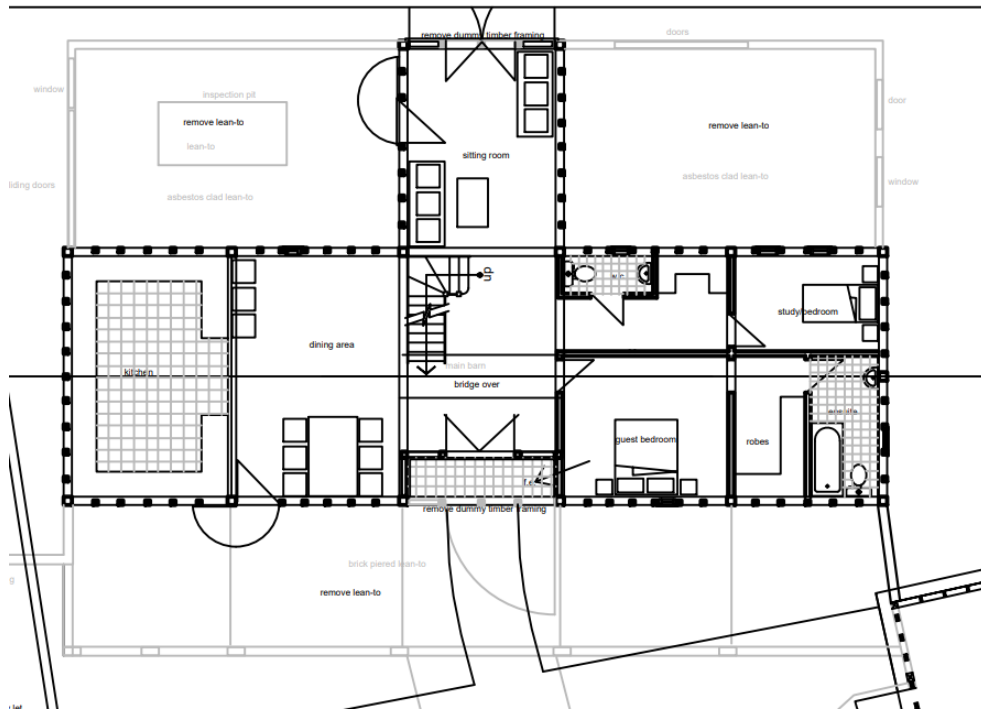 remove dummy timber framing
doors
window
inspection pit
door
remove lean-to
remove lean-to
lean-to
sitting room
asbestos clad lean-to
asbestos clad lean-to
liding doors
window
dn
study/bedroom
dining area
main barn
kitchen
bridge over
guest bedroom
robes
remove dummy timber framing
brick piered lean-to
remove lean-to
let